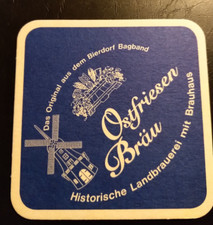 Das Original aus dem Bierdorf Bagband
Ostfriesen
Bräu
Historische Landbrauerei mit Brauhaus